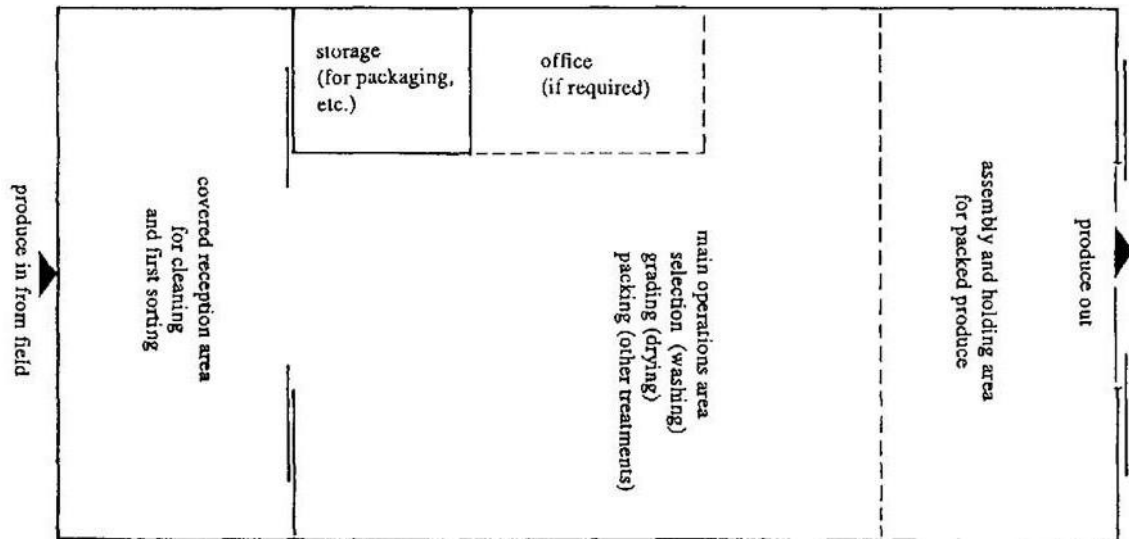 storage
(for packaging,
etc.)
office
(if required)
produce in from field
covered reception area
for cleaning
and first sorting
main operations area
selection (washing)
grading (drying)
packing (other treatments)
assembly and holding area
for packed produce
produce out